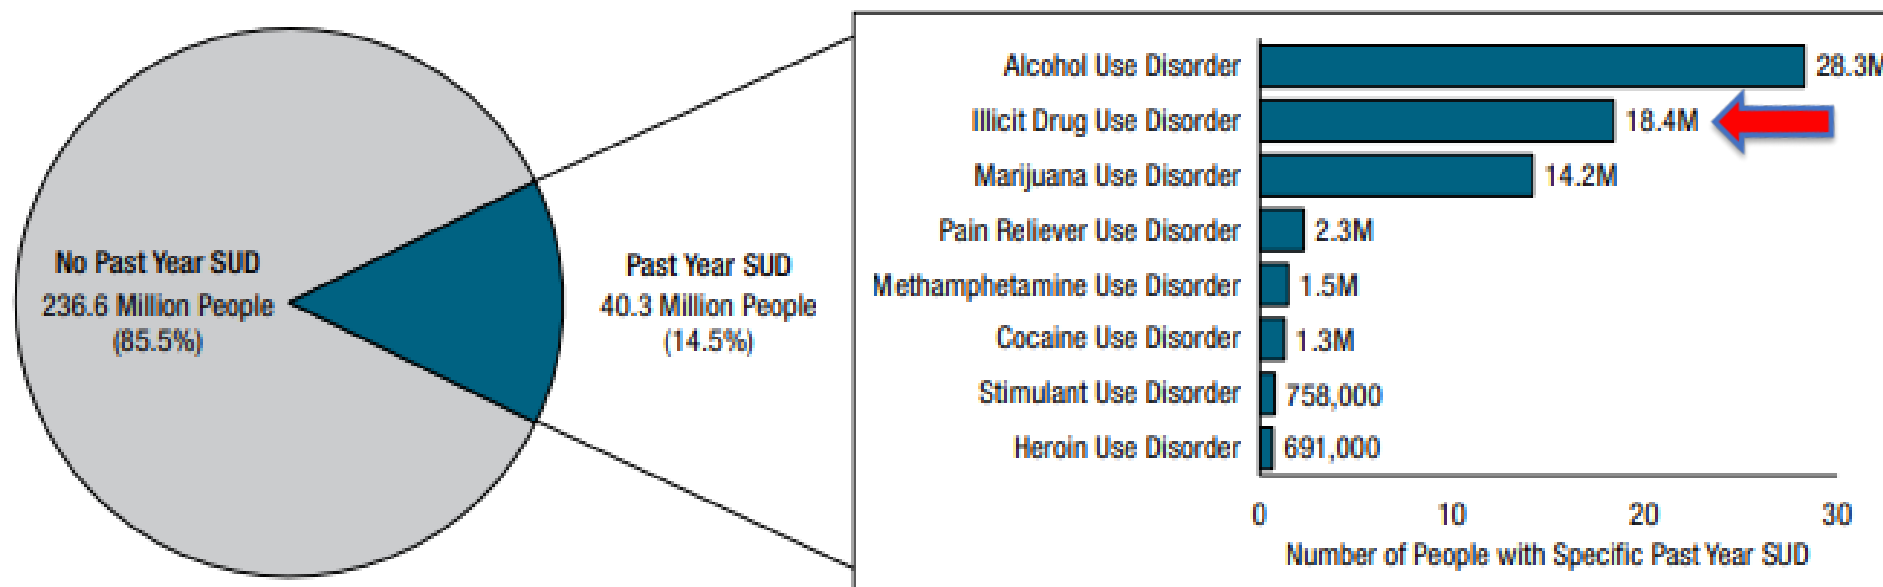 No Past Year SUD
236.6 Million People
(85.5%)
Past Year SUD
40.3 Million People
(14.5%)
Alcohol Use Disorder 28.3M
Illicit Drug Use Disorder 18.4M
Marijuana Use Disorder 14.2M
Pain Reliever Use Disorder 2.3M
Methamphetamine Use Disorder 1.5M
Cocaine Use Disorder 1.3M
Stimulant Use Disorder 758,000
Heroin Use Disorder 691,000
0 10 20 30
Number of People with Specific Past Year SUD